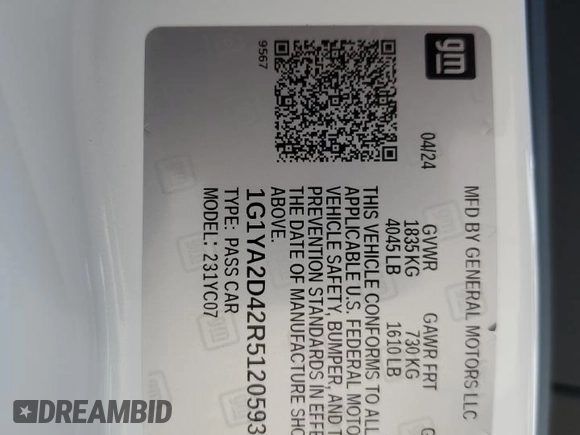 gm
MFD BY GENERAL MOTORS LLC
04/24
GVWR
1835 KG
4045 LB
GAWR FRT
730 KG
1610 LB
THIS VEHICLE CONFORMS TO ALL
APPLICABLE U.S. FEDERAL
VEHICLE SAFETY, BUMPER, AND
PREVENTION STANDARDS IN
THE DATE OF MANUFACTURE
ABOVE.
1G1YA2D42R5120593
TYPE: PASS CAR
MODEL: 231YC07
9567
DREAMBID